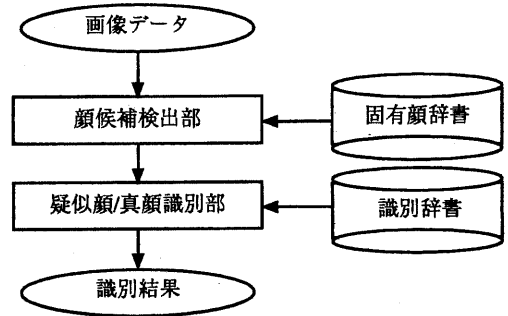 画像データ
顔候補検出部
固有顔辞書
疑似顔/真顔識別部
識別辞書
識別結果